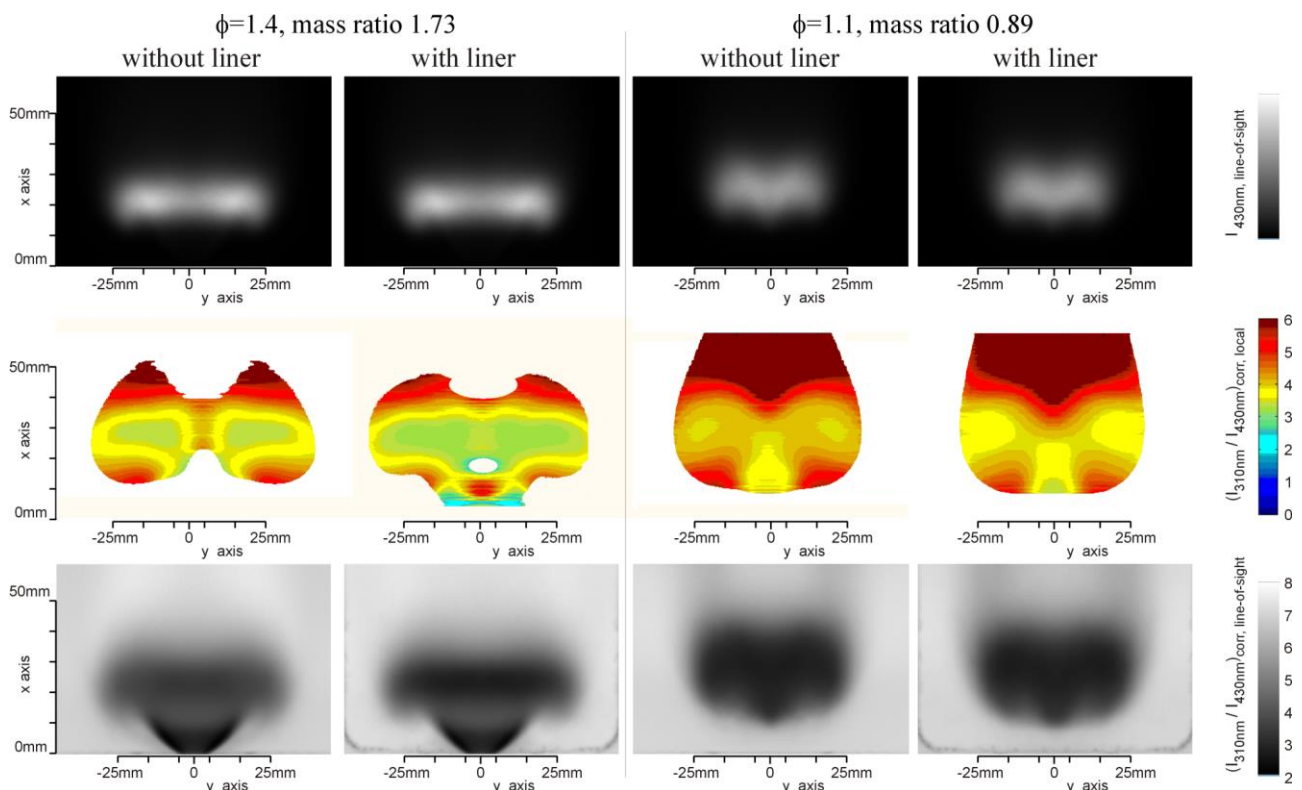 ϕ=1.4, mass ratio 1.73
ϕ=1.1, mass ratio 0.89
without liner
with liner
without liner
with liner
50mm
x axis
0mm
-25mm 0 25mm
y axis
-25mm 0 25mm
y axis
-25mm 0 25mm
y axis
-25mm 0 25mm
y axis
I 430nm, line-of-sight
50mm
x axis
0mm
-25mm 0 25mm
y axis
-25mm 0 25mm
y axis
-25mm 0 25mm
y axis
-25mm 0 25mm
y axis
6
5
4
3
2
1
0
(I310nm / I430nm)corr, local
50mm
x axis
0mm
-25mm 0 25mm
y axis
-25mm 0 25mm
y axis
-25mm 0 25mm
y axis
-25mm 0 25mm
y axis
8
7
6
5
4
3
2
(I310nm / I430nm)corr, line-of-sight